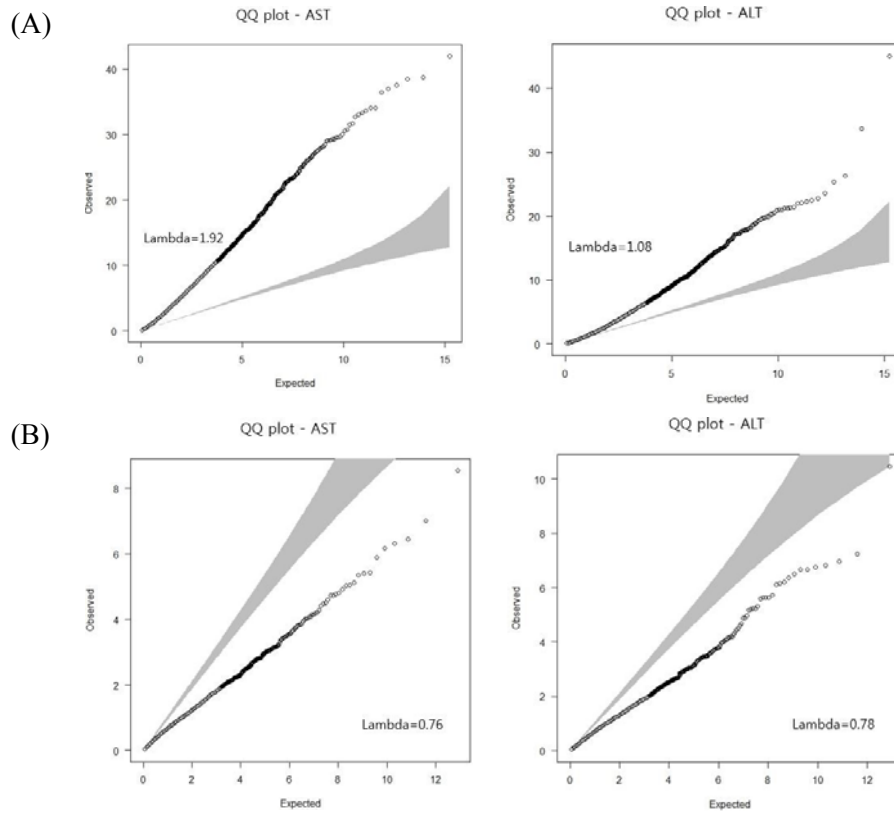 (A)
QQ plot - AST
QQ plot - ALT
Observed
40
30
20
10
0
Lambda=1.92
0 5 10 15
Expected
Observed
40
30
20
10
0
Lambda=1.08
0 5 10 15
Expected
(B)
QQ plot - AST
QQ plot - ALT
Observed
8
6
4
2
0
Lambda=0.76
0 2 4 6 8 10 12
Expected
Observed
10
8
6
4
2
0
Lambda=0.78
0 2 4 6 8 10 12
Expected